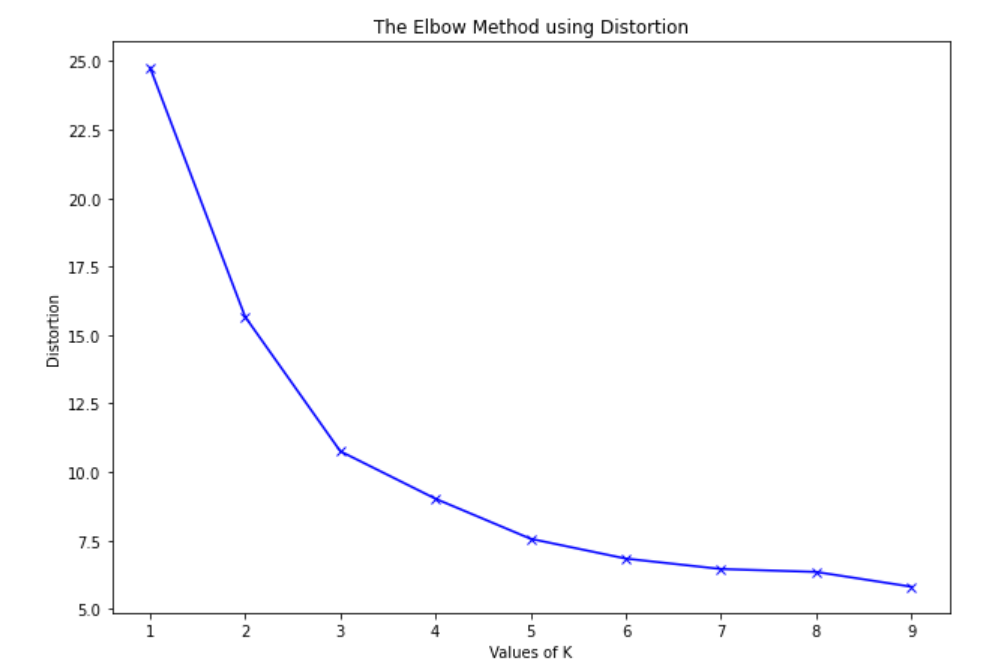 The Elbow Method using Distortion
25.0
22.5
20.0
17.5
15.0
12.5
10.0
7.5
5.0
Distortion
1 2 3 4 5 6 7 8 9
Values of K